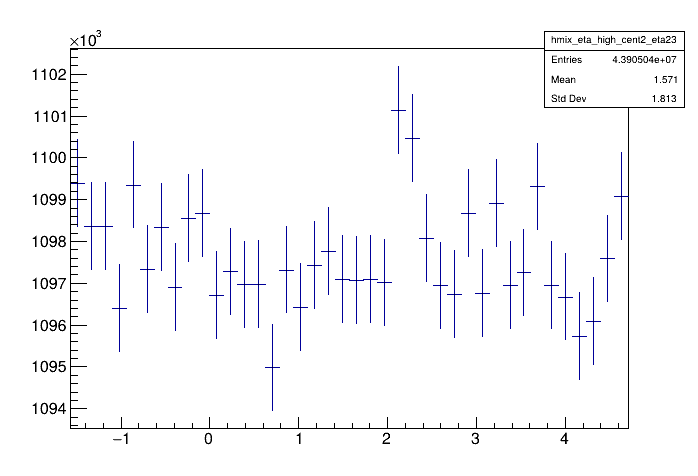 ×10³
hmix_eta_high_cent2_eta23
Entries 4.390504e+07
Mean 1.571
Std Dev 1.813
1102
1101
1100
1099
1098
1097
1096
1095
1094
−1 0 1 2 3 4